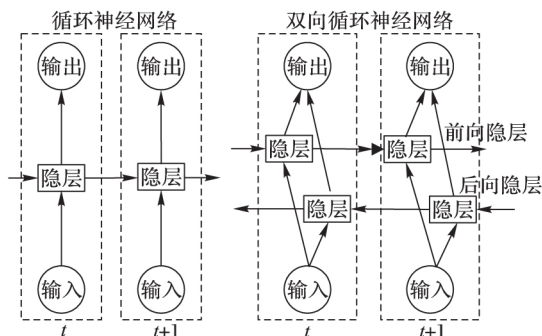 循环神经网络 双向循环神经网络
输出 输出 输出 输出
前向隐层
隐层 隐层
隐层 隐层
后向隐层
隐层 隐层
输入 输入 输入 输入
t t+1 t t+1